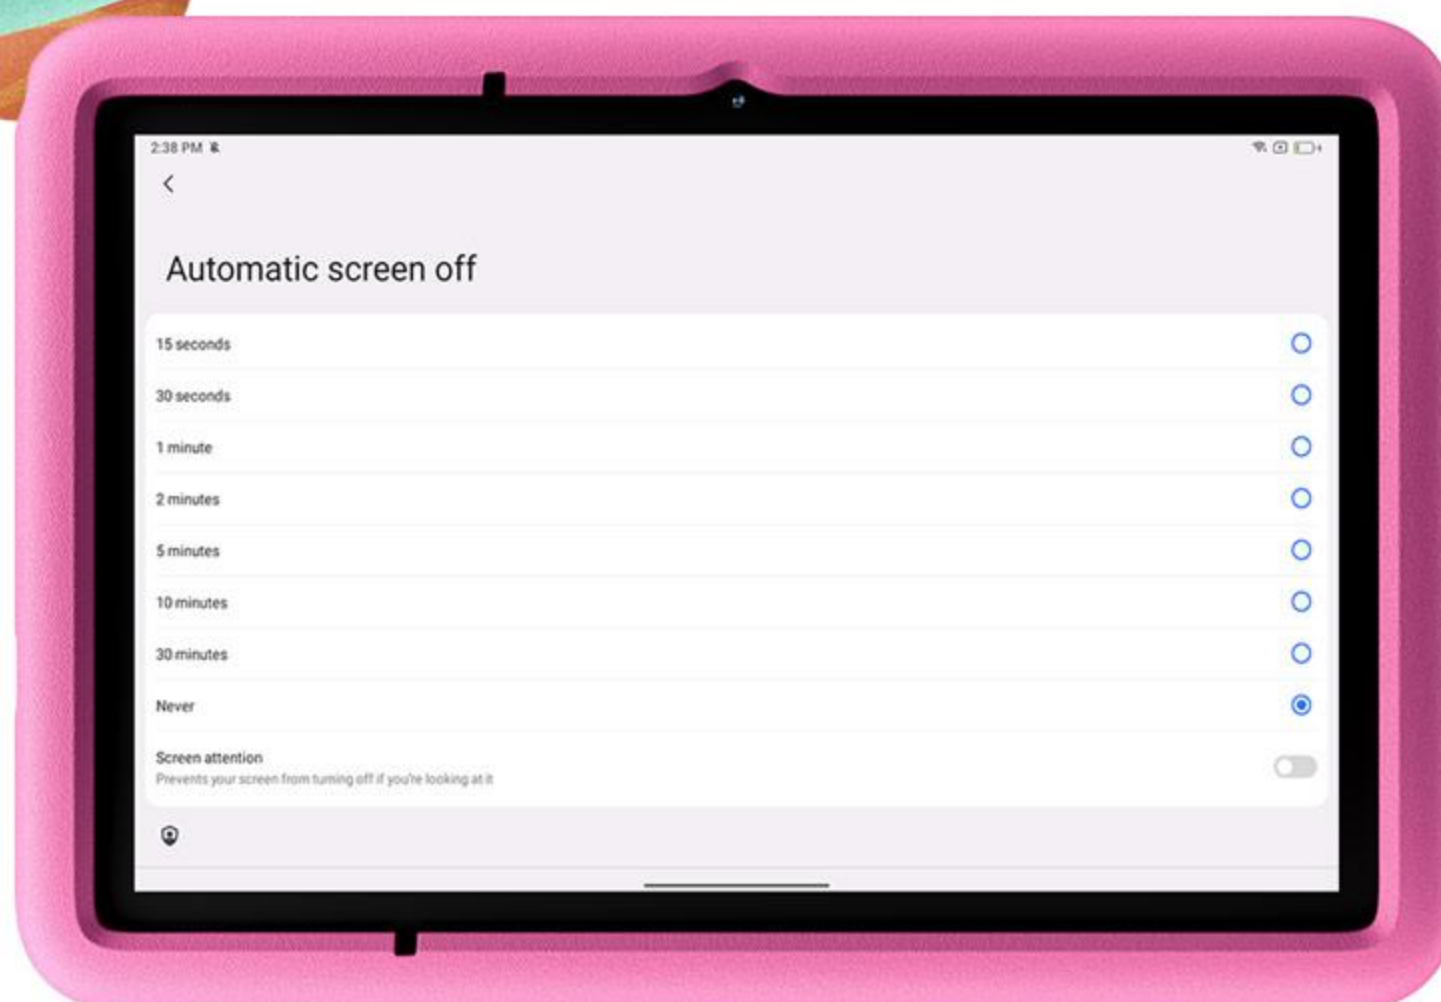 2:38 PM
Automatic screen off
15 seconds
30 seconds
1 minute
2 minutes
5 minutes
10 minutes
30 minutes
Never
Screen attention
Prevents your screen from turning off if you're looking at it